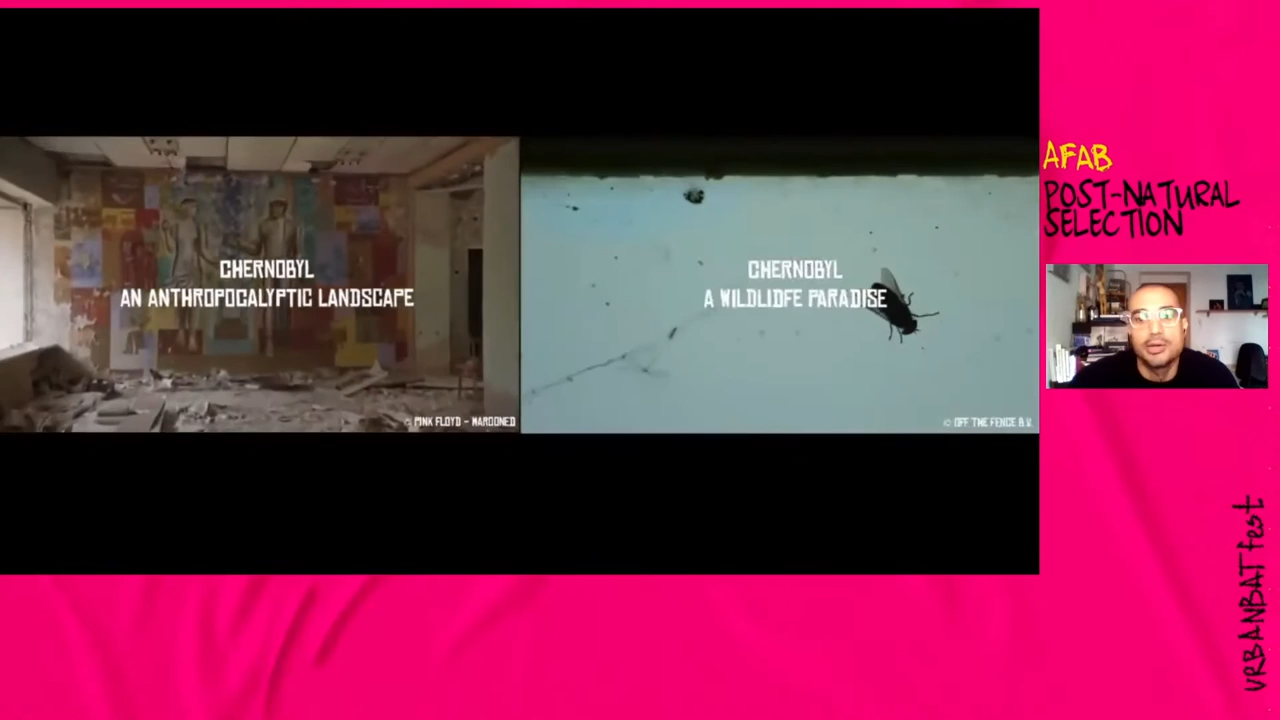 CHERNOBYL
AN ANTHROPOCALYPTIC LANDSCAPE
© PINK FLOYD - MAROONED
CHERNOBYL
A WILDLIDFE PARADISE
© OFF THE FENCE B.V.
AFAB
POST-NATURAL
SELECTION
URBANBAT fest